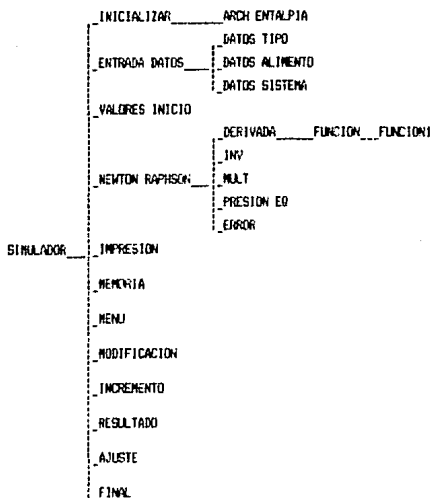 INICIALIZAR ARCH ENTALPIA
DATOS TIPO
ENTRADA DATOS DATOS ALIMENTO
DATOS SISTEMA
VALORES INICIO
DERIVADA FUNCION FUNCION1
INV
NEWTON RAPHSON MULT
PRESION EQ
ERROR
SIMULADOR IMPRESION
MEMORIA
MENU
MODIFICACION
INCREMENTO
RESULTADO
AJUSTE
FINAL